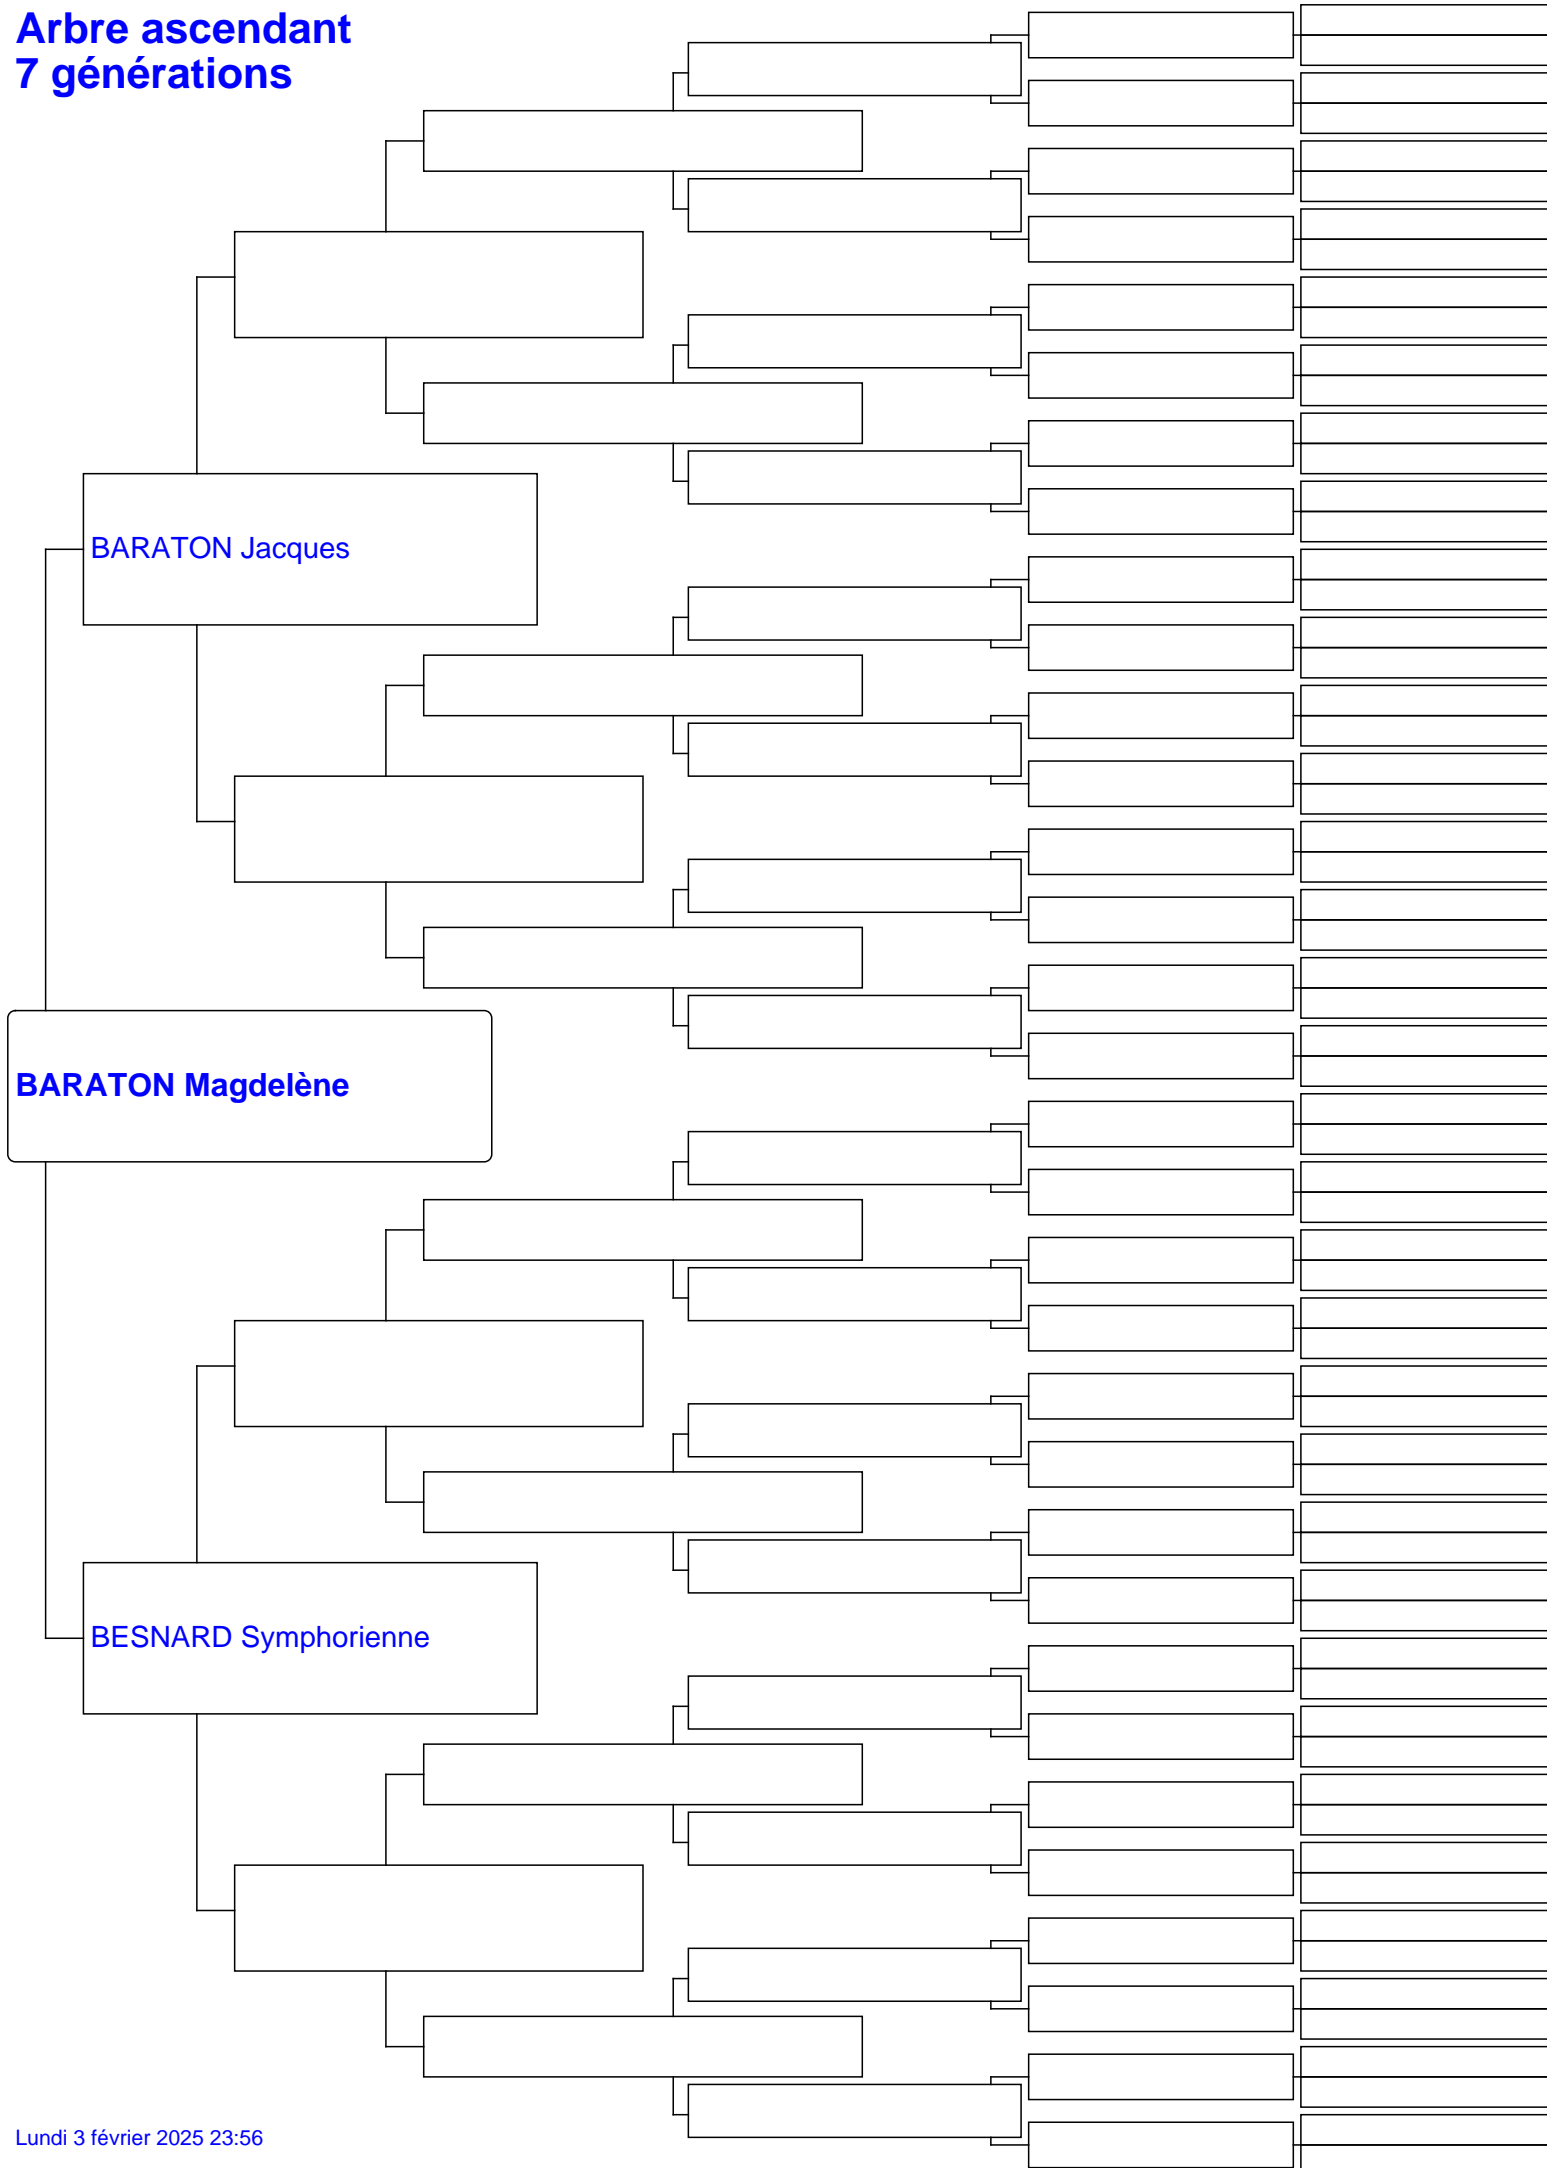 Arbre ascendant
7 générations
BARATON Jacques
BARATON Magdelène
BESNARD Symphorienne
Lundi 3 février 2025 23:56